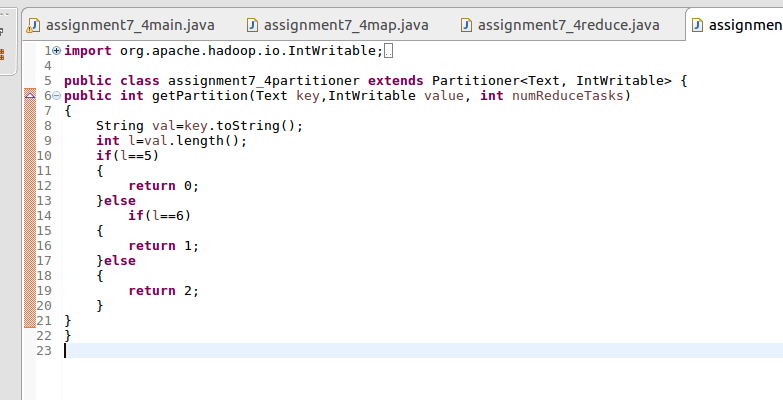 assignment7_4main.java assignment7_4map.java assignment7_4reduce.java assignmen
1 import org.apache.hadoop.io.IntWritable;
4
5 public class assignment7_4partitioner extends Partitioner<Text, IntWritable> {
6 public int getPartition(Text key,IntWritable value, int numReduceTasks)
7 {
8 String val=key.toString();
9 int l=val.length();
10 if(l==5)
11 {
12 return 0;
13 }else
14 if(l==6)
15 {
16 return 1;
17 }else
18 {
19 return 2;
20 }
21 }
22 }
23